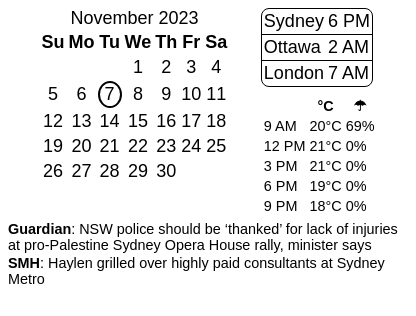 November 2023
Su Mo Tu We Th Fr Sa
1 2 3 4
5 6 7 8 9 10 11
12 13 14 15 16 17 18
19 20 21 22 23 24 25
26 27 28 29 30
Sydney 6 PM
Ottawa 2 AM
London 7 AM
°C ☂
9 AM 20°C 69%
12 PM 21°C 0%
3 PM 21°C 0%
6 PM 19°C 0%
9 PM 18°C 0%
Guardian: NSW police should be ‘thanked’ for lack of injuries
at pro-Palestine Sydney Opera House rally, minister says
SMH: Haylen grilled over highly paid consultants at Sydney
Metro